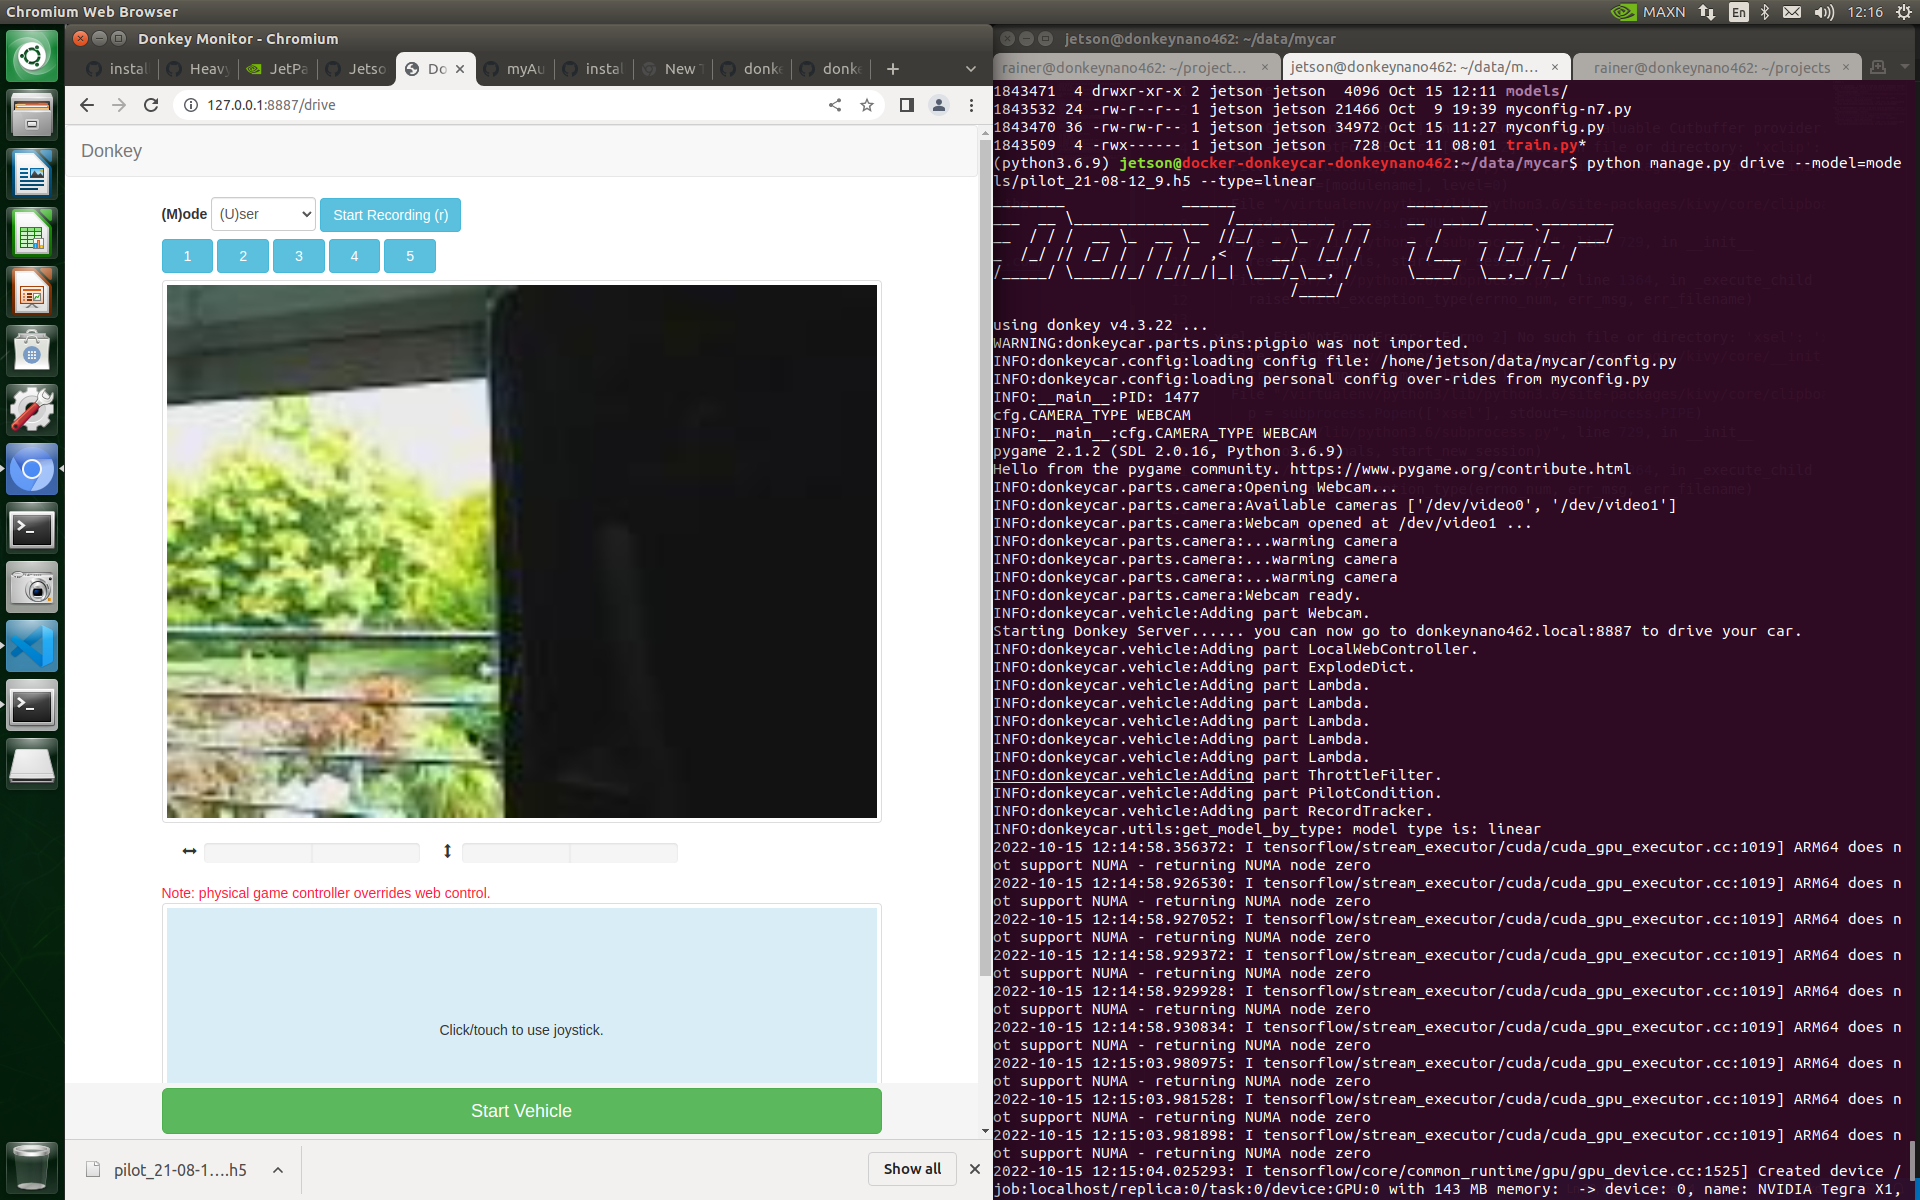 Chromium Web Browser
MAXN
En
12:16
Donkey Monitor - Chromium
instal
Heavy
JetPa
Jetso
Do
myAu
instal
New T
donke
donke
127.0.0.1:8887/drive
Donkey
(M)ode
(U)ser
Start Recording (r)
1
2
3
4
5
Note: physical game controller overrides web control.
Click/touch to use joystick.
Start Vehicle
pilot_21-08-1....h5
Show all
jetson@donkeynano462: ~/data/mycar
rainer@donkeynano462: ~/project...
jetson@donkeynano462: ~/data/m...
rainer@donkeynano462: ~/projects
1843471  4 drwxr-xr-x 2 jetson jetson  4096 Oct 15 12:11 models/
1843532 24 -rw-r--r-- 1 jetson jetson 21466 Oct  9 19:39 myconfig-n7.py
1843470 36 -rw-rw-r-- 1 jetson jetson 34972 Oct 15 11:27 myconfig.py
1843509  4 -rwx------ 1 jetson jetson   728 Oct 11 08:01 train.py*
(python3.6.9) jetson@docker-donkeycar-donkeynano462:~/data/mycar$ python manage.py drive --model=mode
ls/pilot_21-08-12_9.h5 --type=linear
using donkey v4.3.22 ...
WARNING:donkeycar.parts.pins:pigpio was not imported.
INFO:donkeycar.config:loading config file: /home/jetson/data/mycar/config.py
INFO:donkeycar.config:loading personal config over-rides from myconfig.py
INFO:__main__:PID: 1477
cfg.CAMERA_TYPE WEBCAM
INFO:__main__:cfg.CAMERA_TYPE WEBCAM
pygame 2.1.2 (SDL 2.0.16, Python 3.6.9)
Hello from the pygame community. https://www.pygame.org/contribute.html
INFO:donkeycar.parts.camera:Opening Webcam...
INFO:donkeycar.parts.camera:Available cameras ['/dev/video0', '/dev/video1']
INFO:donkeycar.parts.camera:Webcam opened at /dev/video1 ...
INFO:donkeycar.parts.camera:...warming camera
INFO:donkeycar.parts.camera:...warming camera
INFO:donkeycar.parts.camera:...warming camera
INFO:donkeycar.parts.camera:Webcam ready.
INFO:donkeycar.vehicle:Adding part Webcam.
Starting Donkey Server...... you can now go to donkeynano462.local:8887 to drive your car.
INFO:donkeycar.vehicle:Adding part LocalWebController.
INFO:donkeycar.vehicle:Adding part ExplodeDict.
INFO:donkeycar.vehicle:Adding part Lambda.
INFO:donkeycar.vehicle:Adding part Lambda.
INFO:donkeycar.vehicle:Adding part Lambda.
INFO:donkeycar.vehicle:Adding part Lambda.
INFO:donkeycar.vehicle:Adding part Lambda.
INFO:donkeycar.vehicle:Adding part ThrottleFilter.
INFO:donkeycar.vehicle:Adding part PilotCondition.
INFO:donkeycar.vehicle:Adding part RecordTracker.
INFO:donkeycar.utils:get_model_by_type: model type is: linear
2022-10-15 12:14:58.356372: I tensorflow/stream_executor/cuda/cuda_gpu_executor.cc:1019] ARM64 does n
ot support NUMA - returning NUMA node zero
2022-10-15 12:14:58.926530: I tensorflow/stream_executor/cuda/cuda_gpu_executor.cc:1019] ARM64 does n
ot support NUMA - returning NUMA node zero
2022-10-15 12:14:58.927052: I tensorflow/stream_executor/cuda/cuda_gpu_executor.cc:1019] ARM64 does n
ot support NUMA - returning NUMA node zero
2022-10-15 12:14:58.929372: I tensorflow/stream_executor/cuda/cuda_gpu_executor.cc:1019] ARM64 does n
ot support NUMA - returning NUMA node zero
2022-10-15 12:14:58.929928: I tensorflow/stream_executor/cuda/cuda_gpu_executor.cc:1019] ARM64 does n
ot support NUMA - returning NUMA node zero
2022-10-15 12:14:58.930834: I tensorflow/stream_executor/cuda/cuda_gpu_executor.cc:1019] ARM64 does n
ot support NUMA - returning NUMA node zero
2022-10-15 12:15:03.980975: I tensorflow/stream_executor/cuda/cuda_gpu_executor.cc:1019] ARM64 does n
ot support NUMA - returning NUMA node zero
2022-10-15 12:15:03.981528: I tensorflow/stream_executor/cuda/cuda_gpu_executor.cc:1019] ARM64 does n
ot support NUMA - returning NUMA node zero
2022-10-15 12:15:03.981898: I tensorflow/stream_executor/cuda/cuda_gpu_executor.cc:1019] ARM64 does n
ot support NUMA - returning NUMA node zero
2022-10-15 12:15:04.025293: I tensorflow/core/common_runtime/gpu/gpu_device.cc:1525] Created device /
job:localhost/replica:0/task:0/device:GPU:0 with 143 MB memory:  -> device: 0, name: NVIDIA Tegra X1,